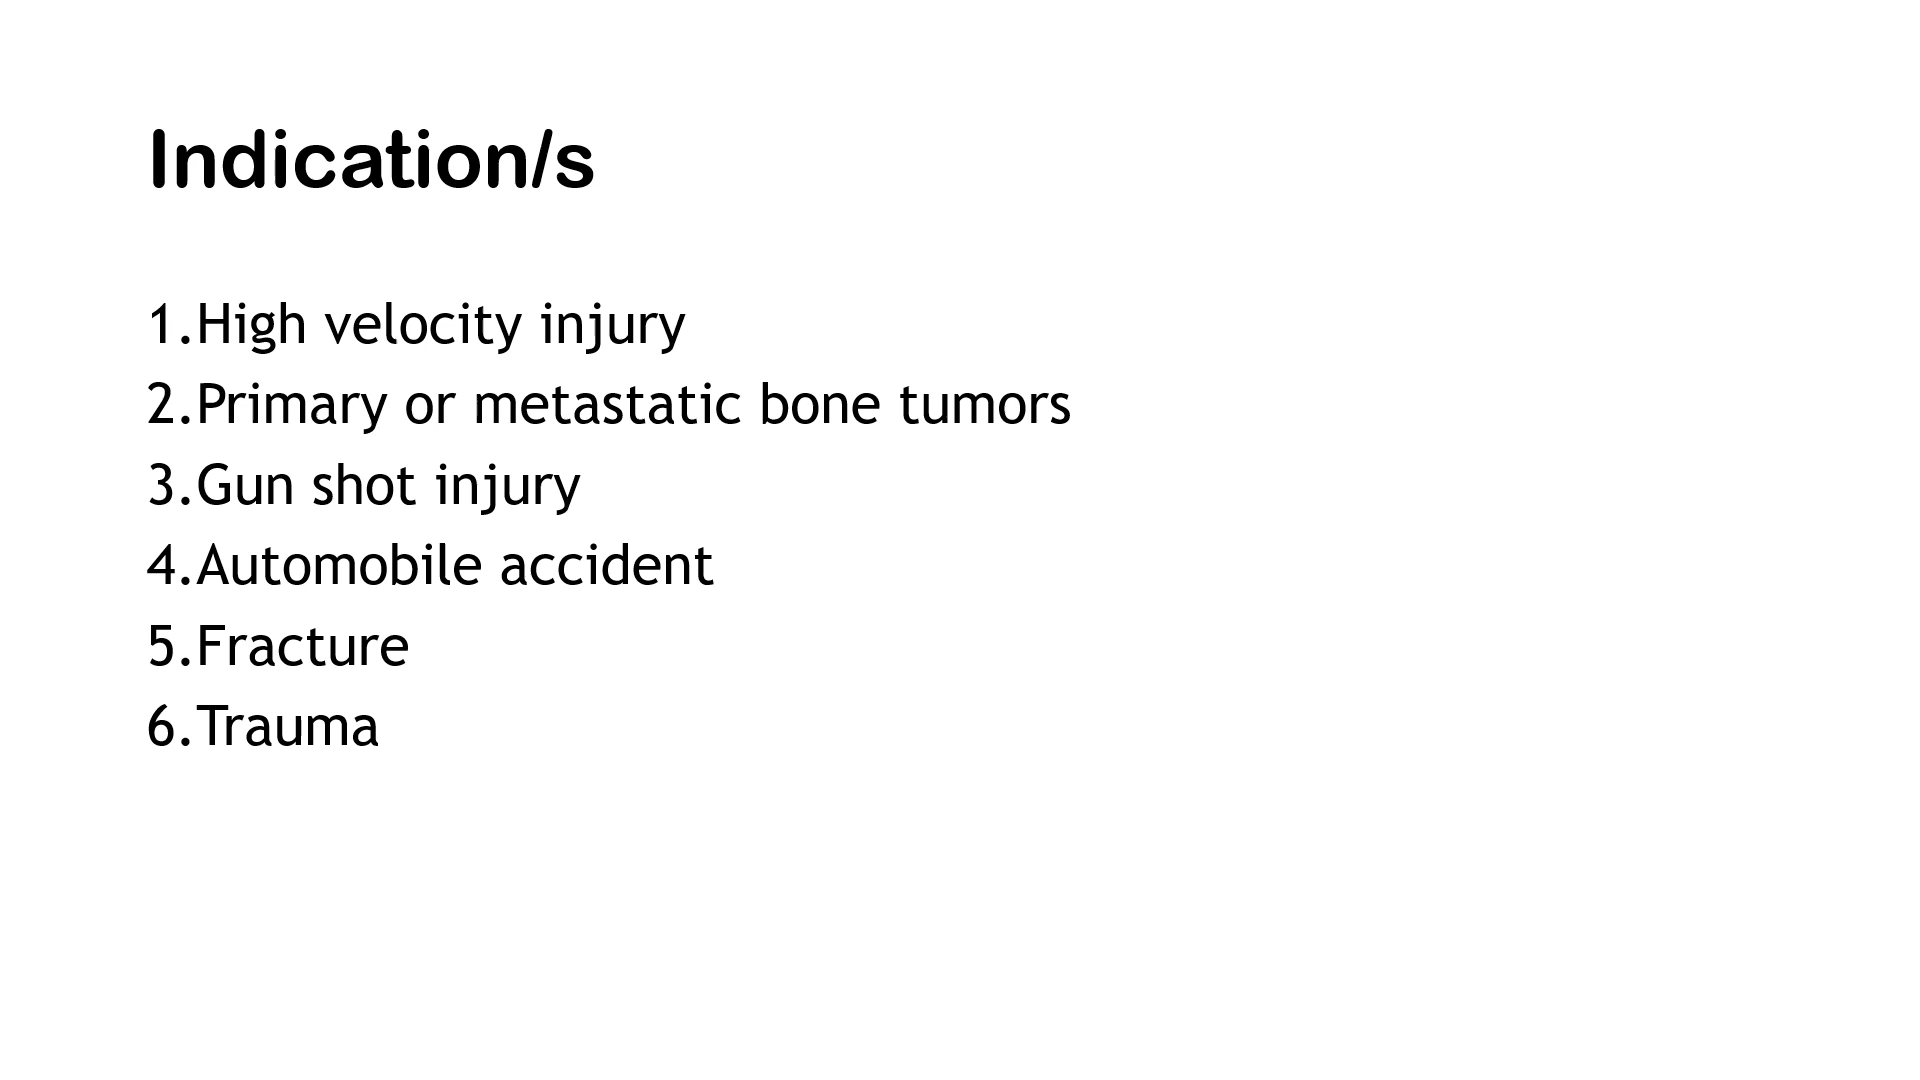 Indication/s
1.High velocity injury
2.Primary or metastatic bone tumors
3.Gun shot injury
4.Automobile accident
5.Fracture
6.Trauma